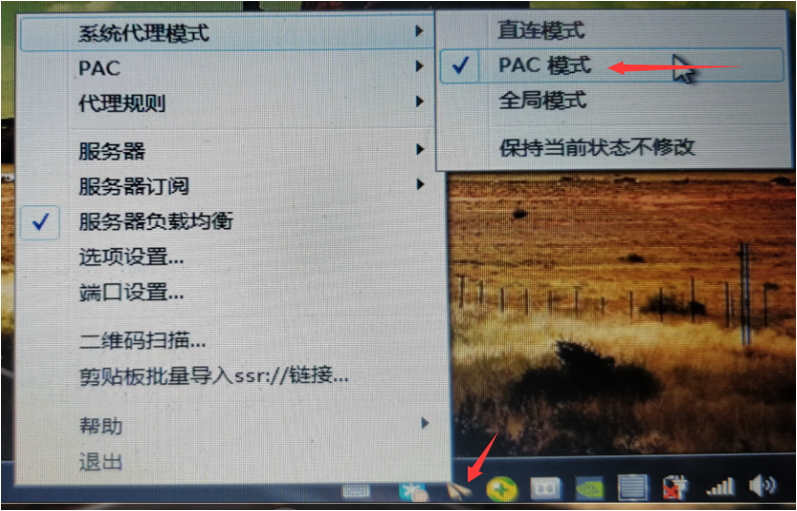 系统代理模式
PAC
代理规则
服务器
服务器订阅
服务器负载均衡
选项设置...
端口设置...
二维码扫描...
剪贴板批量导入ssr://链接...
帮助
退出
直连模式
PAC 模式
全局模式
保持当前状态不修改